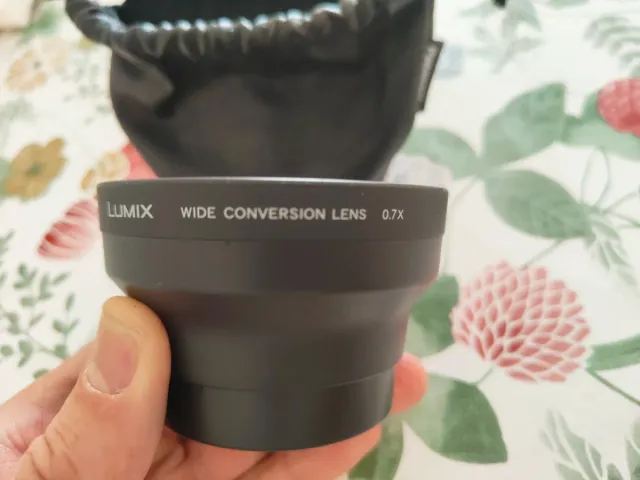 LUMIX WIDE CONVERSION LENS 0.7X